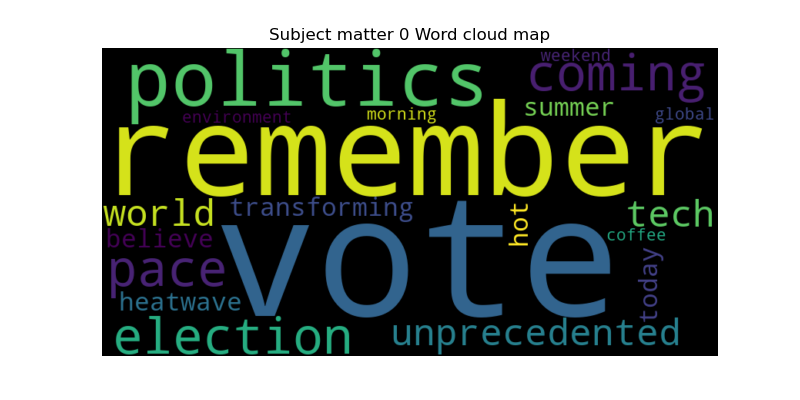 Subject matter 0 Word cloud map
weekend
politics coming
environment morning summer global
remember
world transforming hot tech
believe vote coffee
pace today
heatwave
election unprecedented